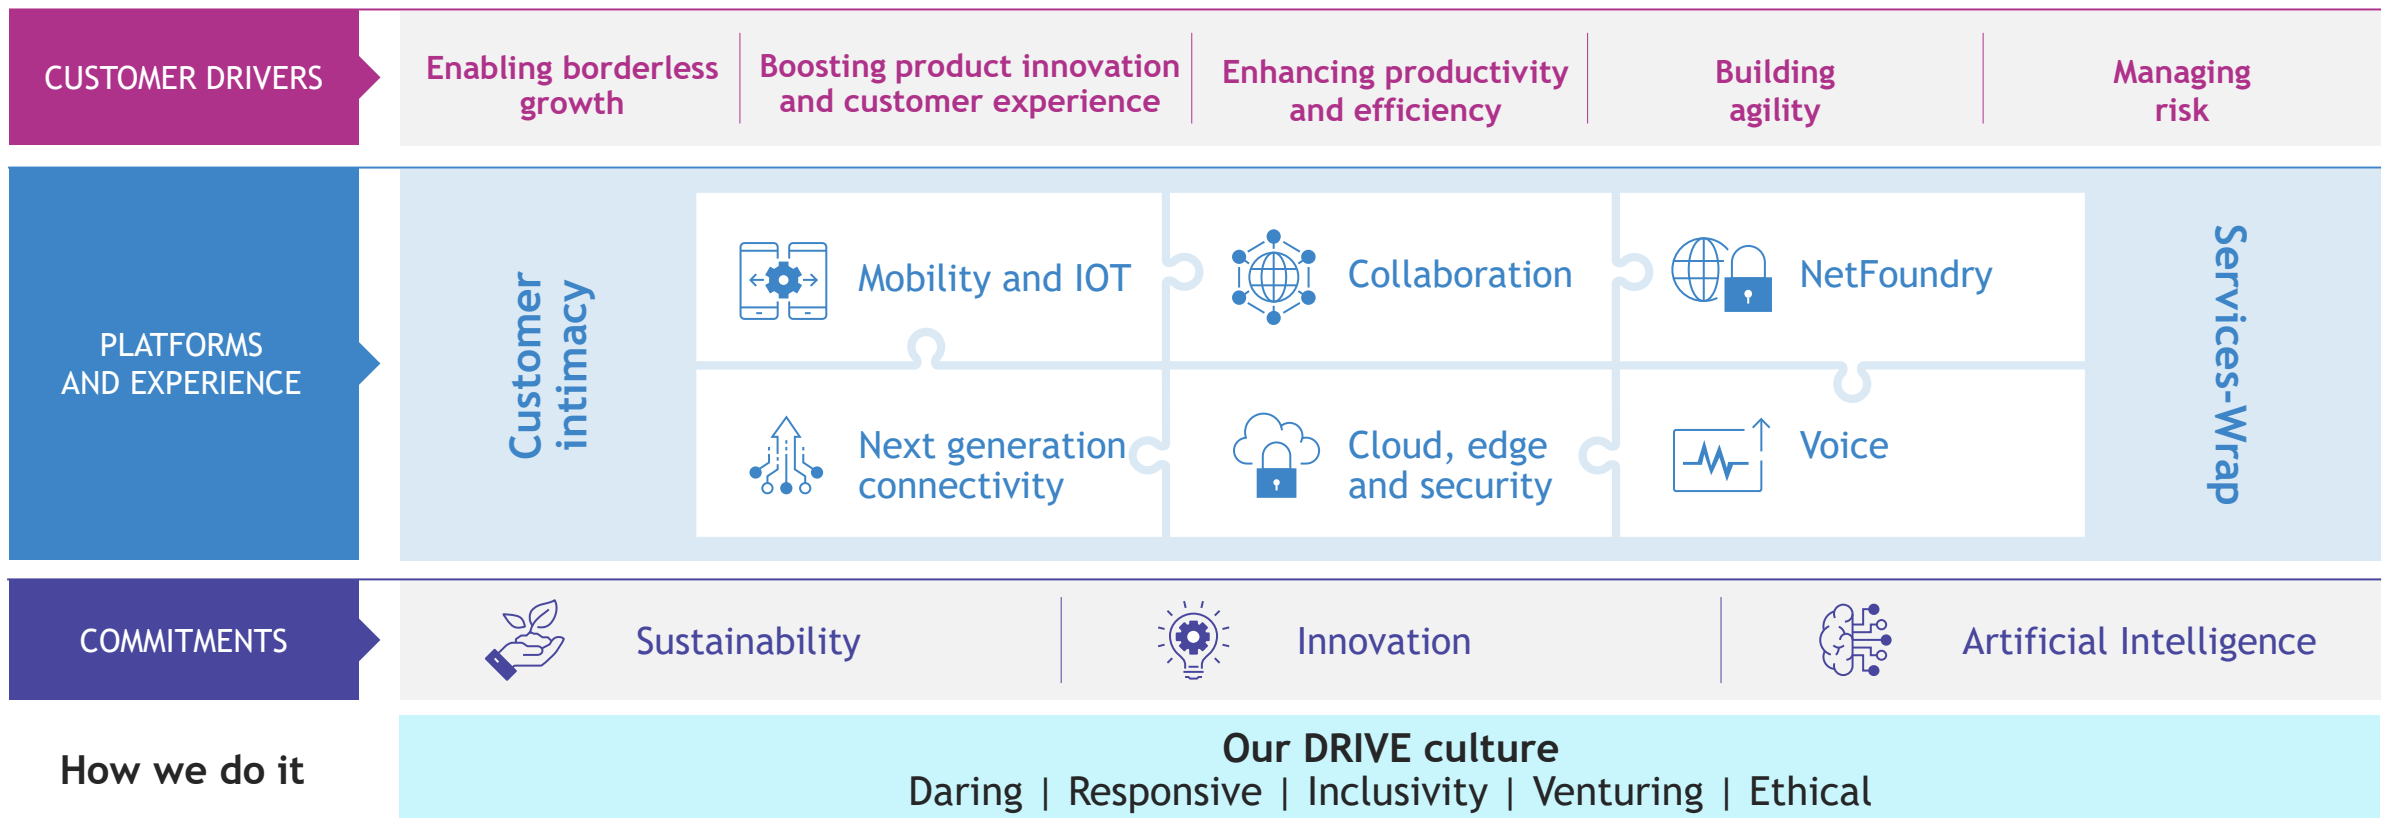 CUSTOMER DRIVERS
Enabling borderless
growth
Boosting product innovation
and customer experience
Enhancing productivity
and efficiency
Building
agility
Managing
risk
PLATFORMS
AND EXPERIENCE
Customer
intimacy
Mobility and IOT
Collaboration
NetFoundry
Next generation
connectivity
Cloud, edge
and security
Voice
Services-Wrap
COMMITMENTS
Sustainability
Innovation
Artificial Intelligence
How we do it
Our DRIVE culture
Daring | Responsive | Inclusivity | Venturing | Ethical